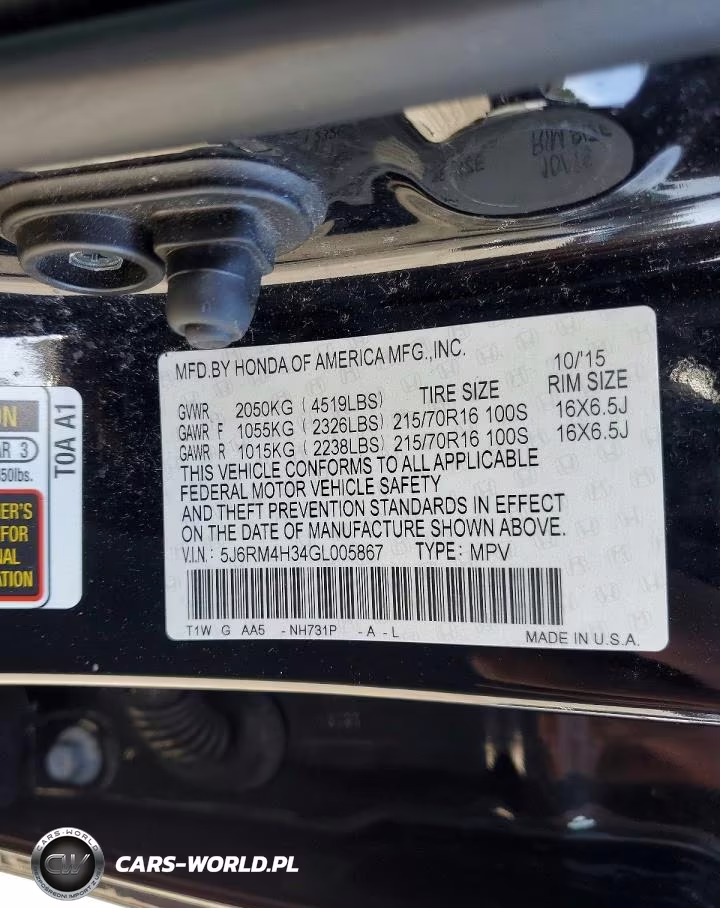 MFD.BY HONDA OF AMERICA MFG.,INC. 10/'15
GVWR 2050KG ( 4519LBS) TIRE SIZE RIM SIZE
GAWR F 1055KG ( 2326LBS) 215/70R16 100S 16X6.5J
GAWR R 1015KG ( 2238LBS) 215/70R16 100S 16X6.5J
THIS VEHICLE CONFORMS TO ALL APPLICABLE
FEDERAL MOTOR VEHICLE SAFETY
AND THEFT PREVENTION STANDARDS IN EFFECT
ON THE DATE OF MANUFACTURE SHOWN ABOVE.
V.I.N.: 5J6RM4H34GL005867 TYPE: MPV
T1W G AA5 -NH731P -A -L MADE IN U.S.A.
T0A A1
CW
CARS-WORLD
CARS-WORLD.PL